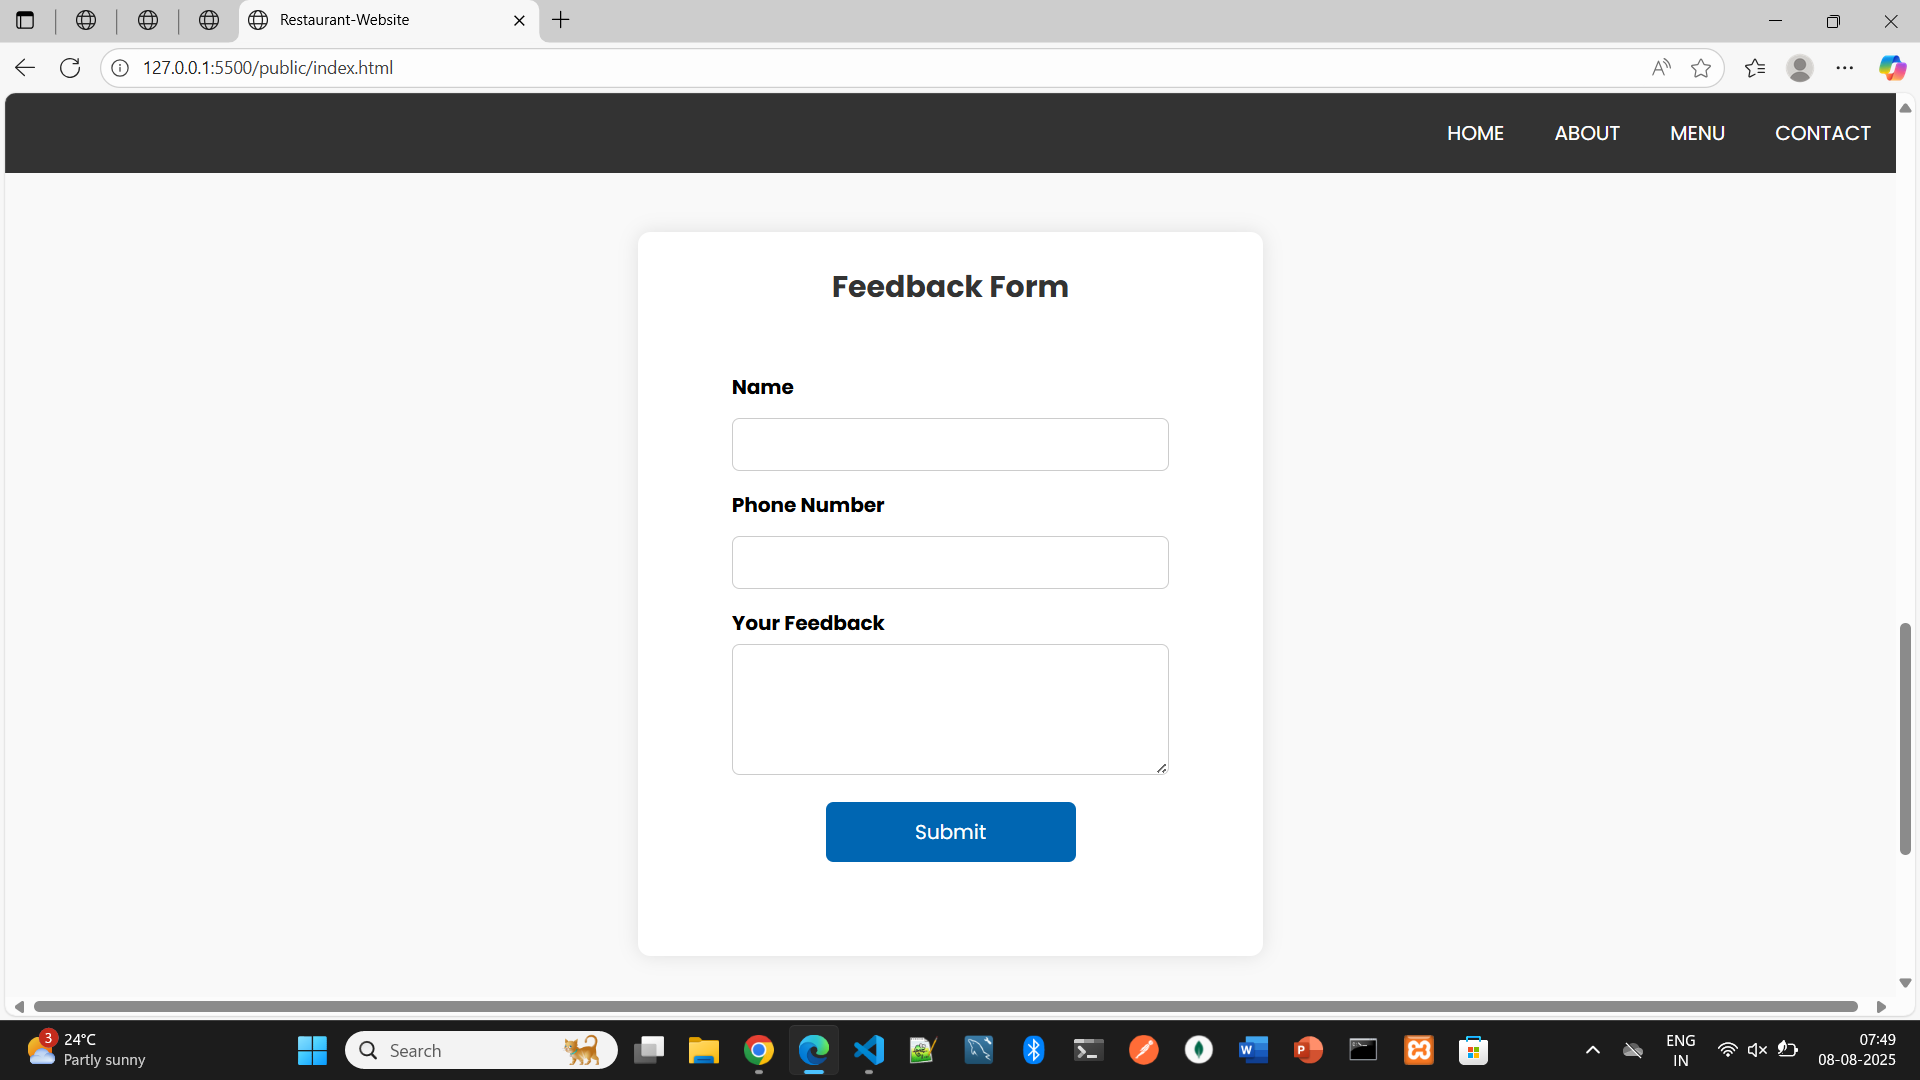 Restaurant-Website
127.0.0.1:5500/public/index.html
HOME ABOUT MENU CONTACT
Feedback Form
Name
Phone Number
Your Feedback
Submit
3
24°C
Partly sunny
Search
ENG
IN
07:49
08-08-2025